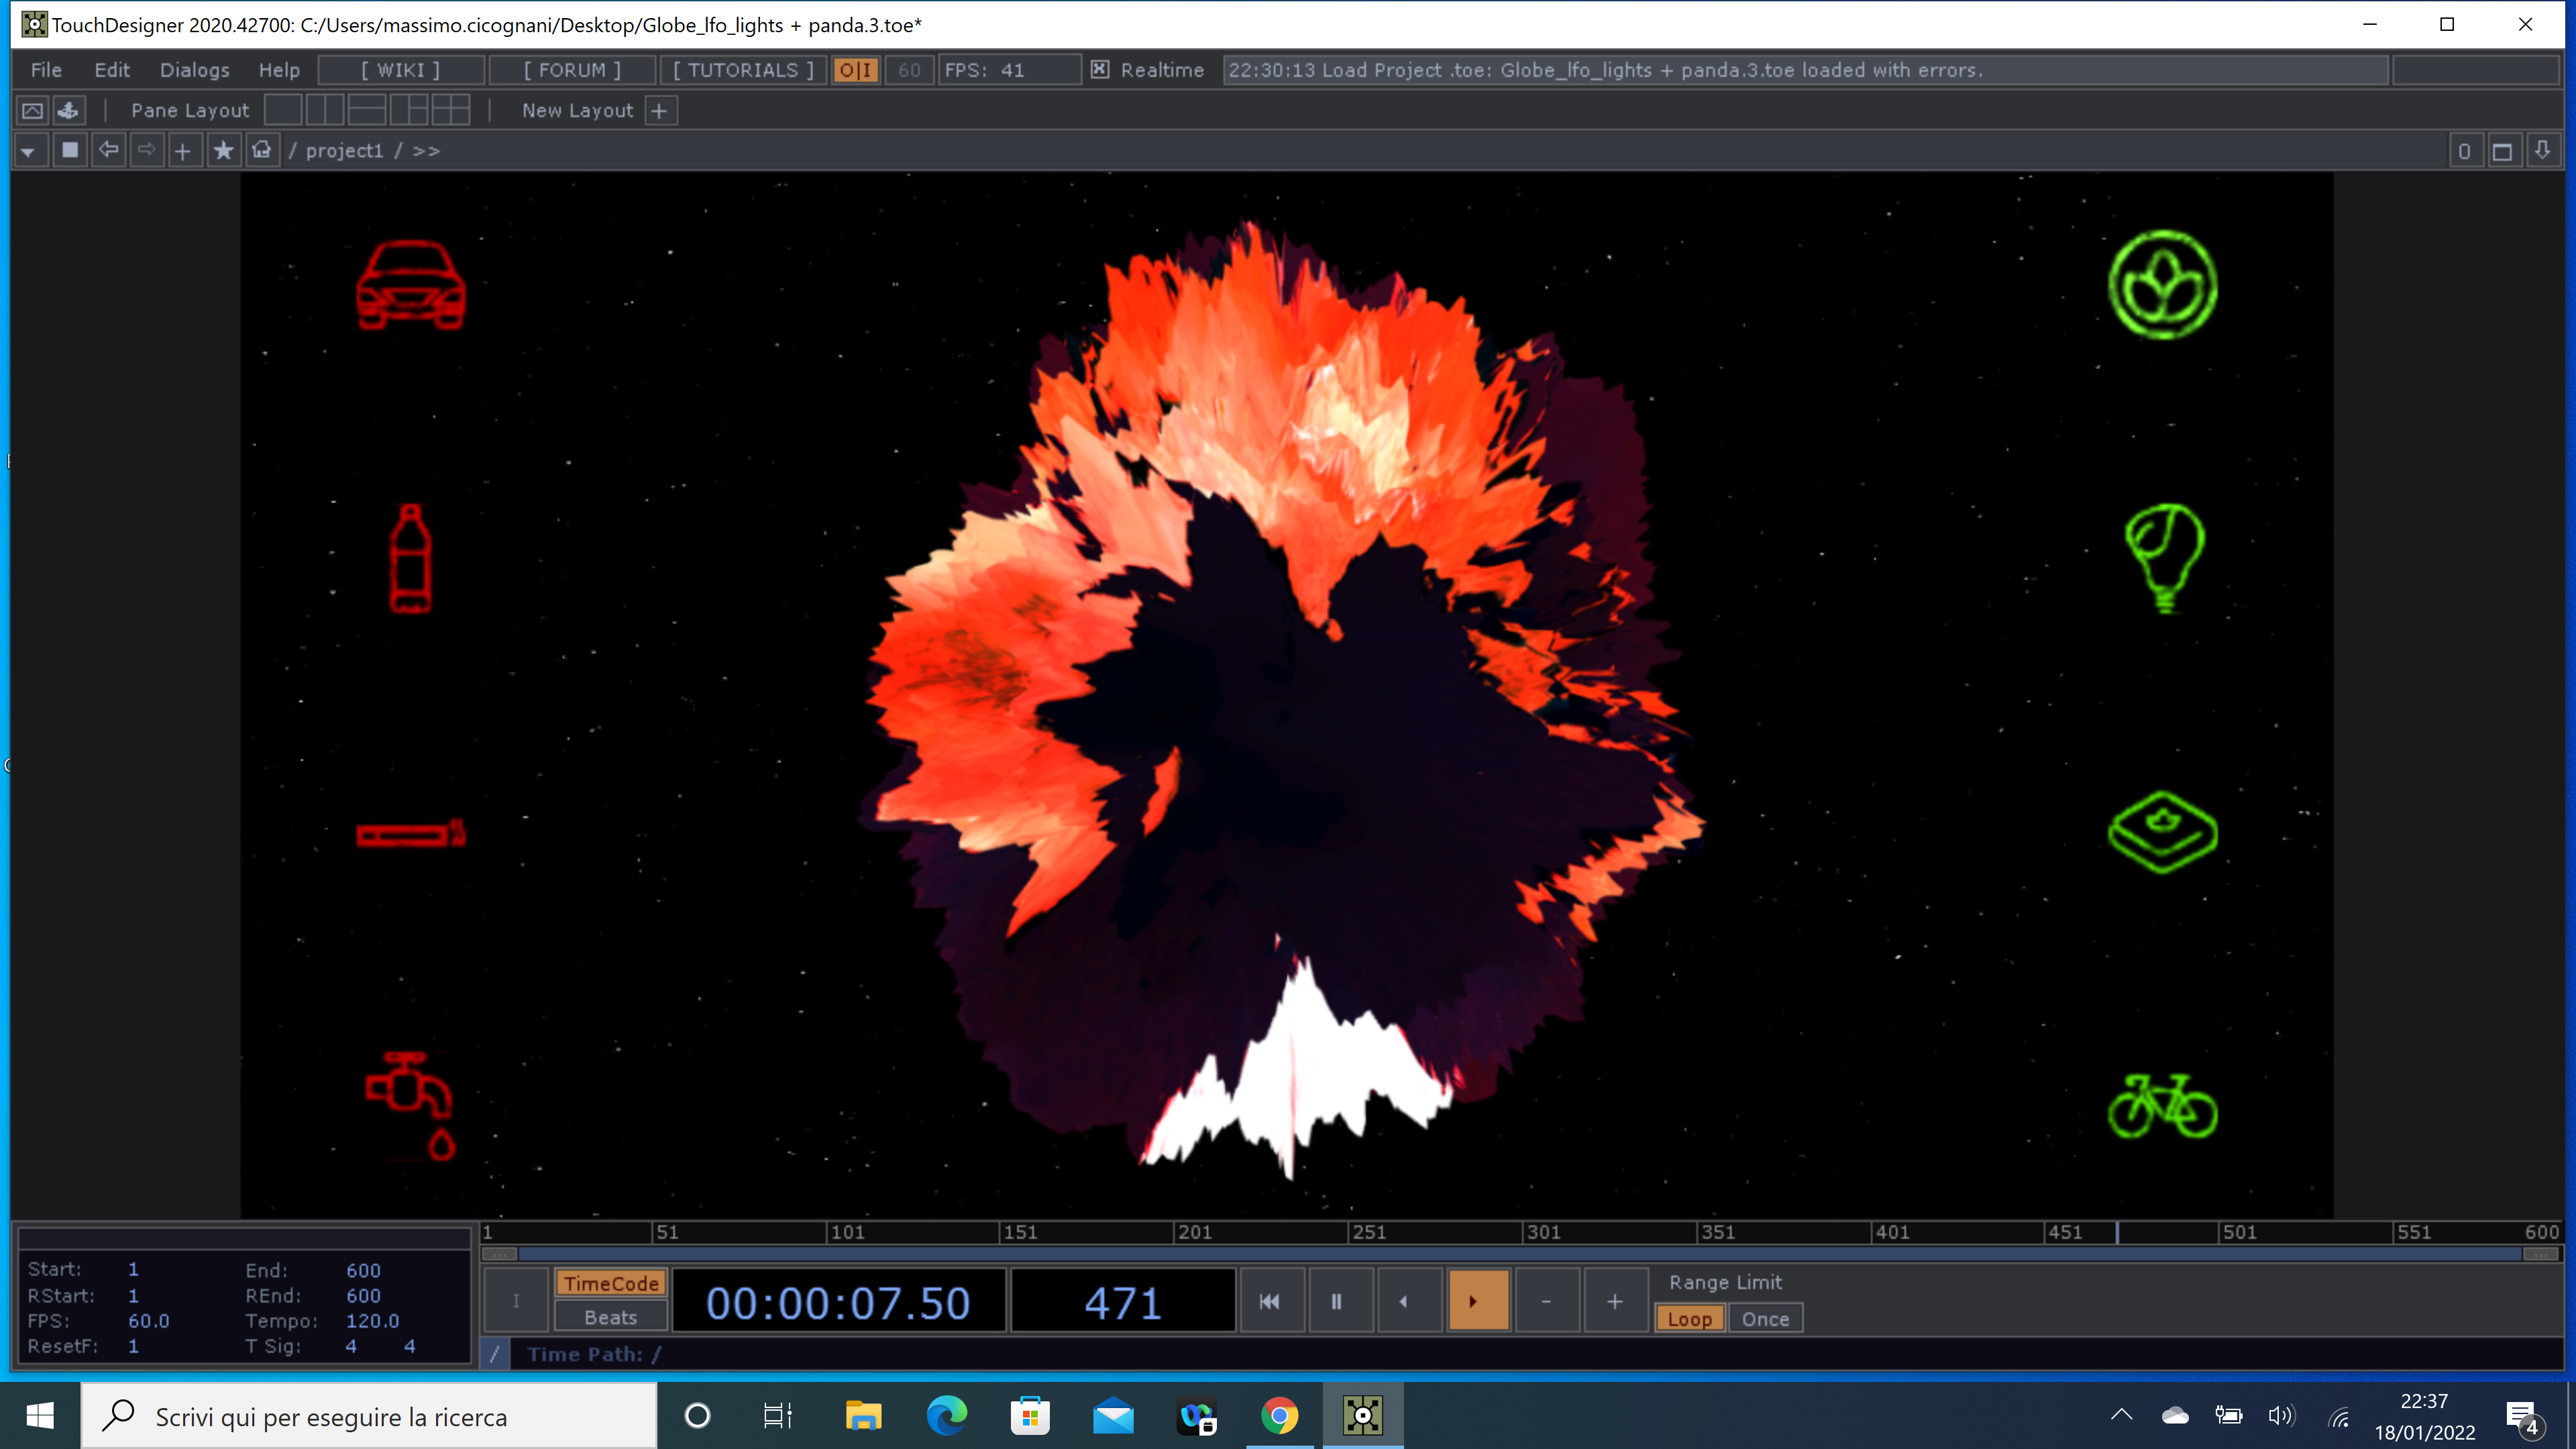 TouchDesigner 2020.42700: C:/Users/massimo.cicognani/Desktop/Globe_lfo_lights + panda.3.toe*
File Edit Dialogs Help [ WIKI ] [ FORUM ] [ TUTORIALS ] O|I 60 FPS: 41 Realtime 22:30:13 Load Project .toe: Globe_lfo_lights + panda.3.toe loaded with errors.
Pane Layout New Layout +
/ project1 / >> 0
1 51 101 151 201 251 301 351 401 451 501 551 600
Start: 1 End: 600
RStart: 1 REnd: 600
FPS: 60.0 Tempo: 120.0
ResetF: 1 T Sig: 4 4
I TimeCode Beats 00:00:07.50 471 - + Range Limit
Loop Once
/ Time Path: /
Scrivi qui per eseguire la ricerca
22:37
18/01/2022
4